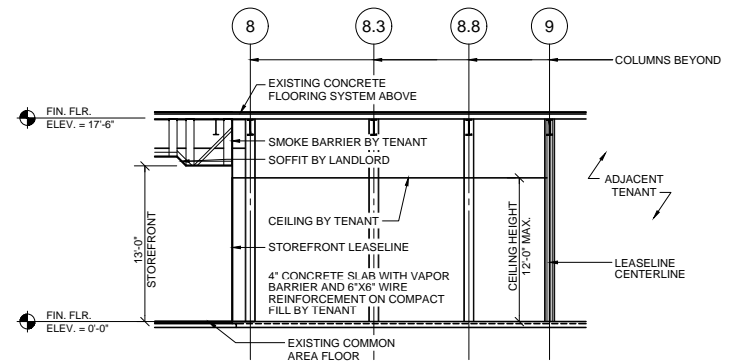 8
8.3
8.8
9
COLUMNS BEYOND
EXISTING CONCRETE
FLOORING SYSTEM ABOVE
FIN. FLR.
ELEV. = 17'-6"
SMOKE BARRIER BY TENANT
SOFFIT BY LANDLORD
ADJACENT
TENANT
13'-0"
STOREFRONT
CEILING BY TENANT
CEILING HEIGHT
12'-0" MAX.
STOREFRONT LEASELINE
LEASELINE
CENTERLINE
4" CONCRETE SLAB WITH VAPOR
BARRIER AND 6"X6" WIRE
REINFORCEMENT ON COMPACT
FILL BY TENANT
FIN. FLR.
ELEV. = 0'-0"
EXISTING COMMON
AREA FLOOR